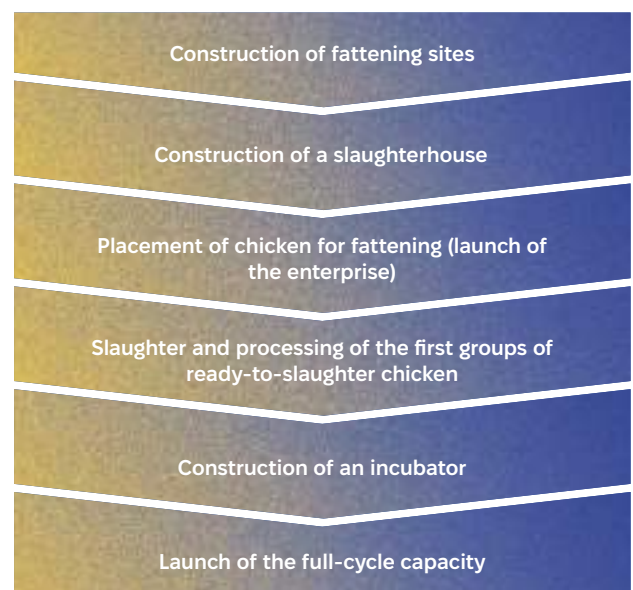 Construction of fattening sites
Construction of a slaughterhouse
Placement of chicken for fattening (launch of
the enterprise)
Slaughter and processing of the first groups of
ready-to-slaughter chicken
Construction of an incubator
Launch of the full-cycle capacity